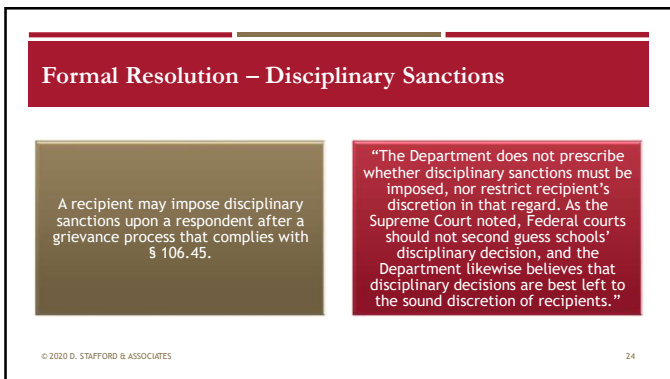 Formal Resolution – Disciplinary Sanctions
A recipient may impose disciplinary
sanctions upon a respondent after a
grievance process that complies with
§ 106.45.
“The Department does not prescribe
whether disciplinary sanctions must be
imposed, nor restrict recipient’s
discretion in that regard. As the
Supreme Court noted, Federal courts
should not second guess schools’
disciplinary decision, and the
Department likewise believes that
disciplinary decisions are best left to
the sound discretion of recipients.”
© 2020 D. STAFFORD & ASSOCIATES
24